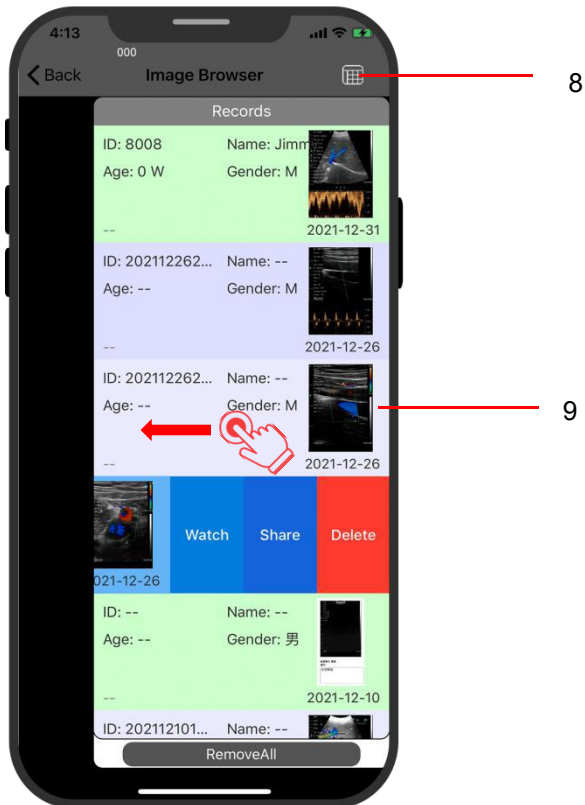 4:13
000
Back Image Browser
8
Records
ID: 8008 Name: Jimm
Age: 0 W Gender: M
--
2021-12-31
ID: 202112262... Name: --
Age: -- Gender: M
--
2021-12-26
ID: 202112262... Name: --
Age: -- Gender: M
9
--
2021-12-26
Watch Share Delete
021-12-26
ID: -- Name: --
Age: -- Gender: 男
--
2021-12-10
ID: 202112101... Name: --
RemoveAll